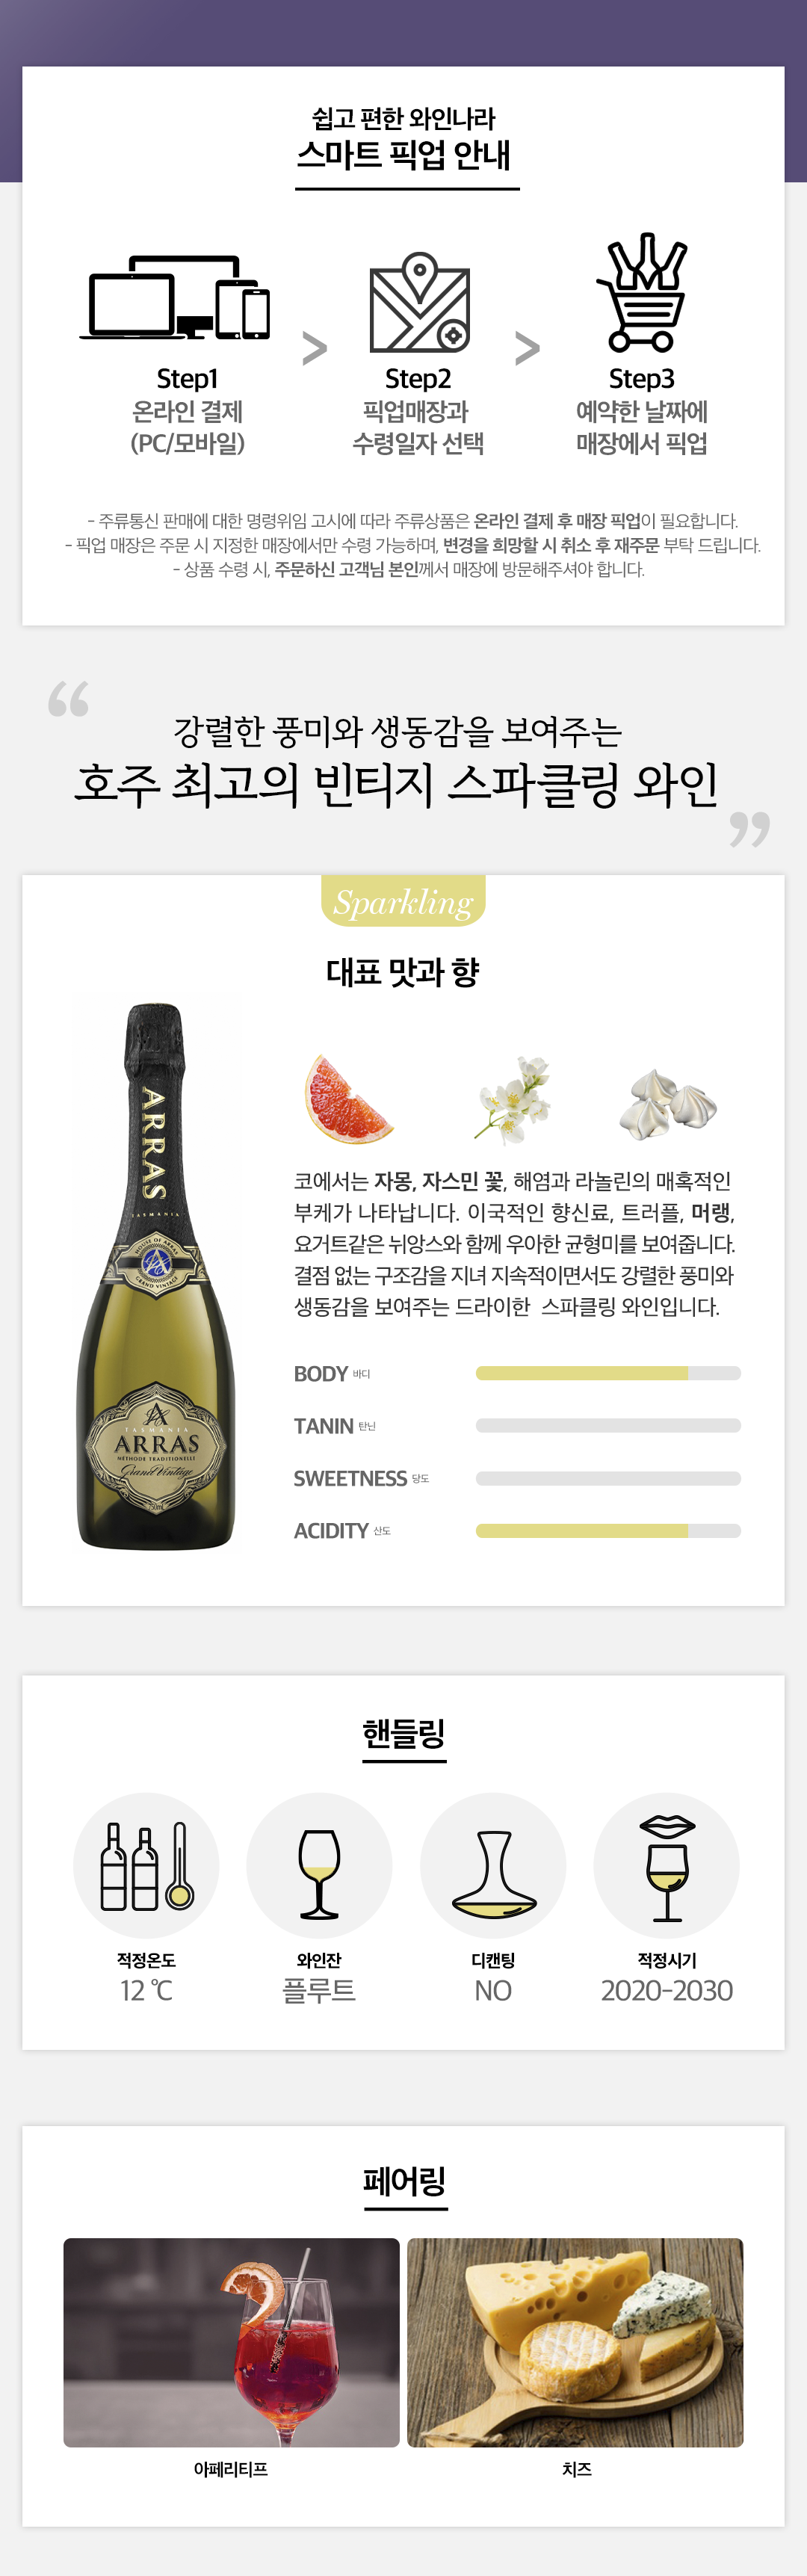 쉽고 편한 와인나라
스마트 픽업 안내
Step1
온라인 결제
(PC/모바일)
>
Step2
픽업매장과
수령일자 선택
>
Step3
예약한 날짜에
매장에서 픽업
- 주류통신 판매에 대한 명령위임 고시에 따라 주류상품은 온라인 결제 후 매장 픽업이 필요합니다.
- 픽업 매장은 주문 시 지정한 매장에서만 수령 가능하며, 변경을 희망할 시 취소 후 재주문 부탁 드립니다.
- 상품 수령 시, 주문하신 고객님 본인께서 매장에 방문해주셔야 합니다.
“
강렬한 풍미와 생동감을 보여주는
호주 최고의 빈티지 스파클링 와인
”
Sparkling
대표 맛과 향
ARRAS
TASMANIA
HOUSE OF ARRAS
GRAND VINTAGE
TASMANIA
ARRAS
METHODE TRADITIONELLE
Grand Vintage
750mL
코에서는 자몽, 자스민 꽃, 해염과 라놀린의 매혹적인
부케가 나타납니다. 이국적인 향신료, 트러플, 머랭,
요거트같은 뉘앙스와 함께 우아한 균형미를 보여줍니다.
결점 없는 구조감을 지녀 지속적이면서도 강렬한 풍미와
생동감을 보여주는 드라이한 스파클링 와인입니다.
BODY 바디
TANIN 탄닌
SWEETNESS 당도
ACIDITY 산도
핸들링
적정온도
12 ℃
와인잔
플루트
디캔팅
NO
적정시기
2020-2030
페어링
아페리티프
치즈